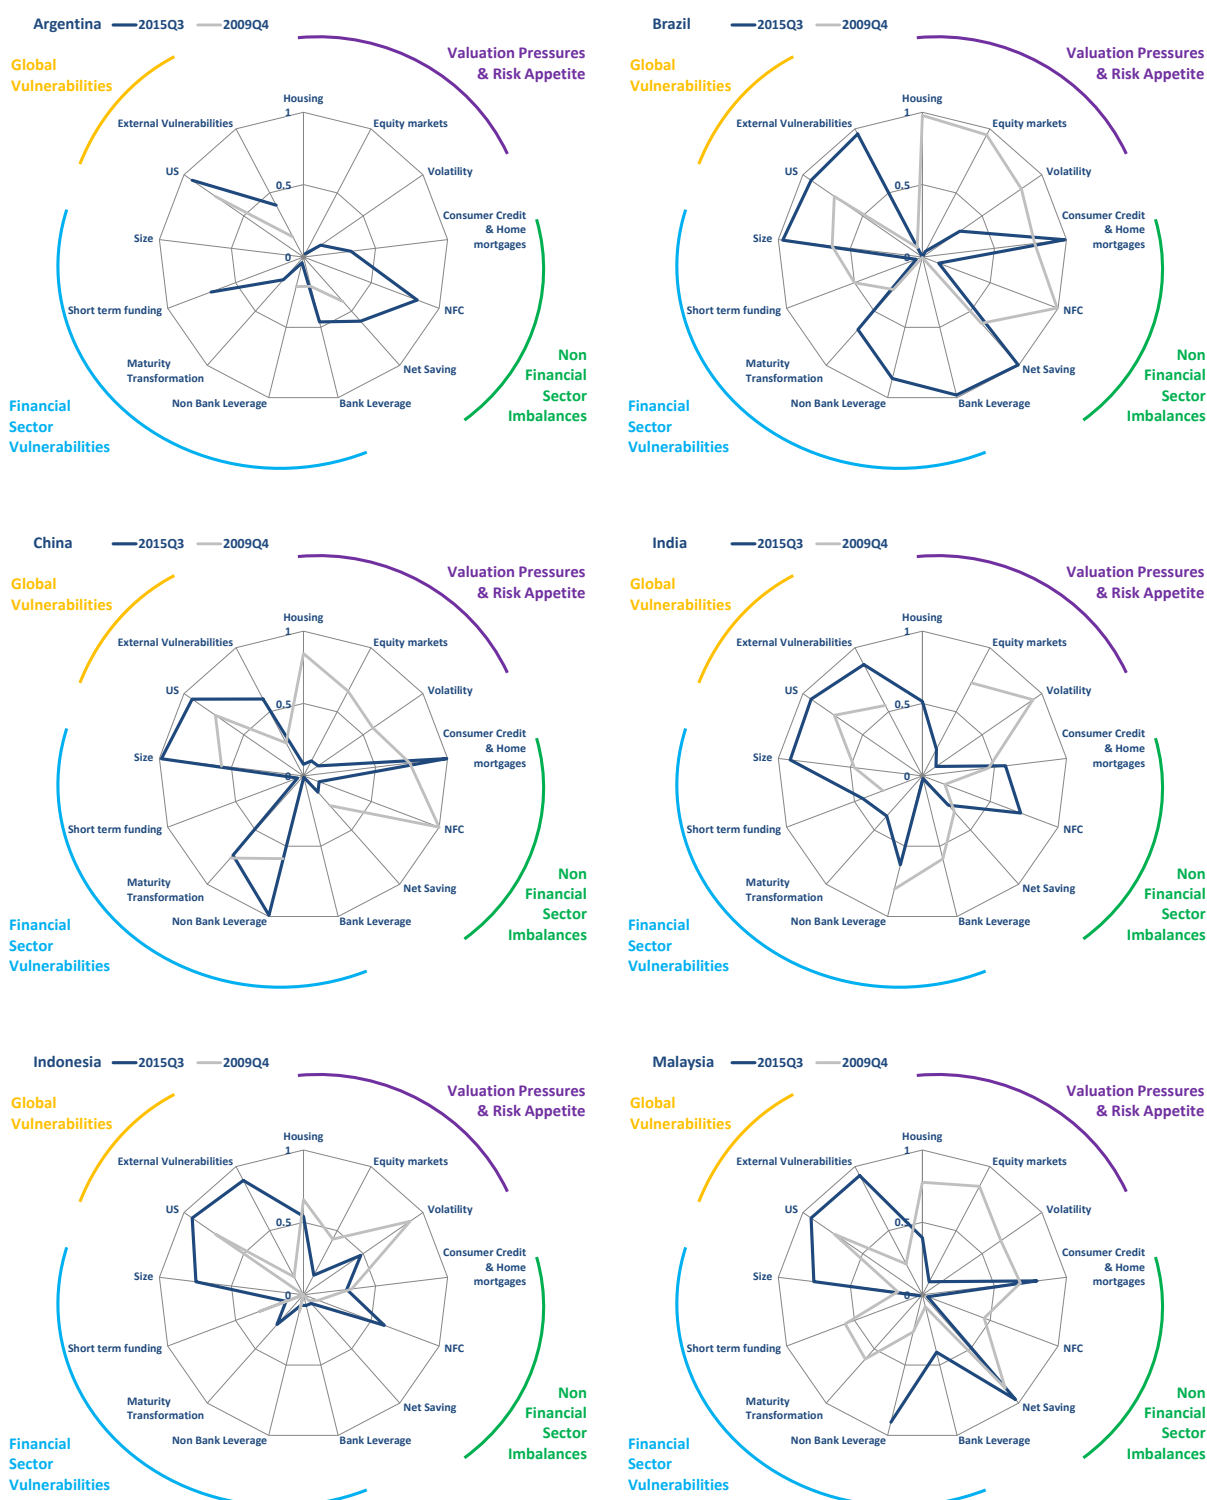 Argentina 2015Q3 2009Q4
Global
Vulnerabilities
Valuation Pressures
& Risk Appetite
Housing
1
External Vulnerabilities
Equity markets
US
Volatility
0.5
Consumer Credit
& Home
mortgages
Size
0
Short term funding
NFC
Maturity
Transformation
Net Saving
Non Bank Leverage
Bank Leverage
Financial
Sector
Vulnerabilities
Non
Financial
Sector
Imbalances
Brazil 2015Q3 2009Q4
Global
Vulnerabilities
Valuation Pressures
& Risk Appetite
Housing
1
External Vulnerabilities
Equity markets
US
Volatility
0.5
Consumer Credit
& Home
mortgages
Size
0
Short term funding
NFC
Maturity
Transformation
Net Saving
Non Bank Leverage
Bank Leverage
Financial
Sector
Vulnerabilities
Non
Financial
Sector
Imbalances
China 2015Q3 2009Q4
Global
Vulnerabilities
Valuation Pressures
& Risk Appetite
Housing
1
External Vulnerabilities
Equity markets
US
Volatility
0.5
Consumer Credit
& Home
mortgages
Size
0
Short term funding
NFC
Maturity
Transformation
Net Saving
Non Bank Leverage
Bank Leverage
Financial
Sector
Vulnerabilities
Non
Financial
Sector
Imbalances
India 2015Q3 2009Q4
Global
Vulnerabilities
Valuation Pressures
& Risk Appetite
Housing
1
External Vulnerabilities
Equity markets
US
Volatility
0.5
Consumer Credit
& Home
mortgages
Size
0
Short term funding
NFC
Maturity
Transformation
Net Saving
Non Bank Leverage
Bank Leverage
Financial
Sector
Vulnerabilities
Non
Financial
Sector
Imbalances
Indonesia 2015Q3 2009Q4
Global
Vulnerabilities
Valuation Pressures
& Risk Appetite
Housing
1
External Vulnerabilities
Equity markets
US
Volatility
0.5
Consumer Credit
& Home
mortgages
Size
0
Short term funding
NFC
Maturity
Transformation
Net Saving
Non Bank Leverage
Bank Leverage
Financial
Sector
Vulnerabilities
Non
Financial
Sector
Imbalances
Malaysia 2015Q3 2009Q4
Global
Vulnerabilities
Valuation Pressures
& Risk Appetite
Housing
1
External Vulnerabilities
Equity markets
US
Volatility
0.5
Consumer Credit
& Home
mortgages
Size
0
Short term funding
NFC
Maturity
Transformation
Net Saving
Non Bank Leverage
Bank Leverage
Financial
Sector
Vulnerabilities
Non
Financial
Sector
Imbalances